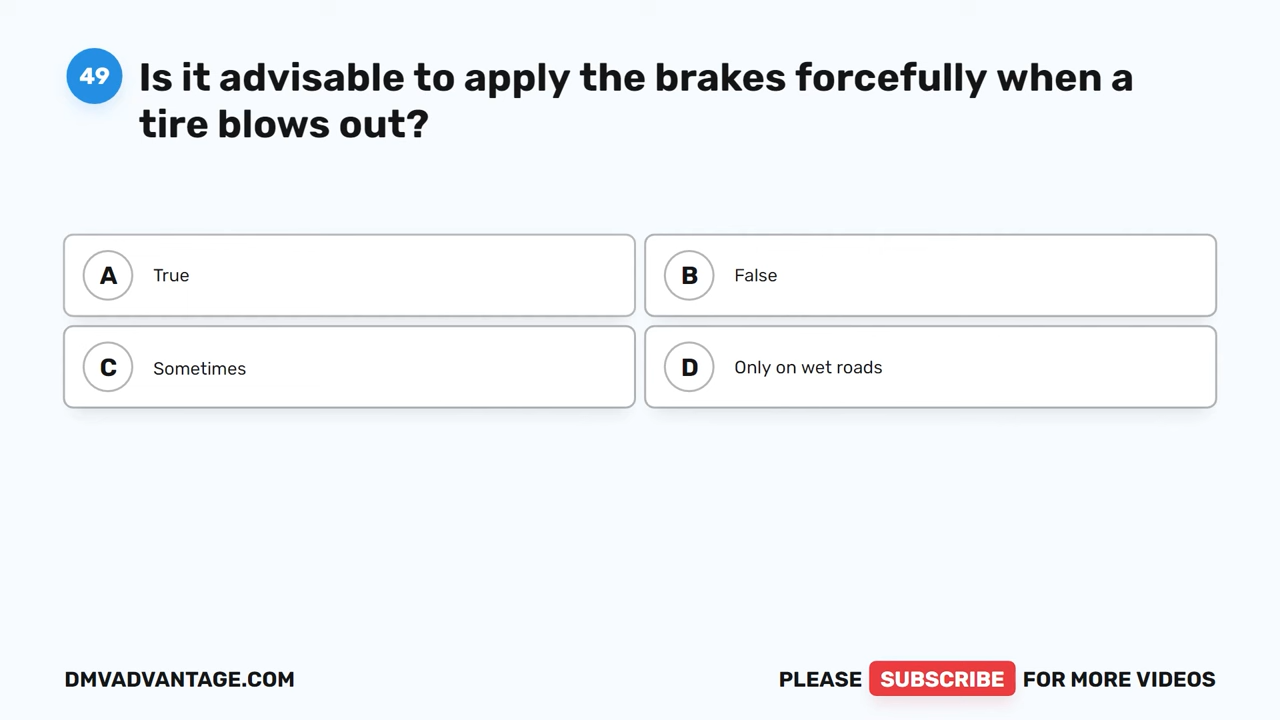 49
Is it advisable to apply the brakes forcefully when a
tire blows out?
A True
B False
C Sometimes
D Only on wet roads
DMVADVANTAGE.COM
PLEASE SUBSCRIBE FOR MORE VIDEOS